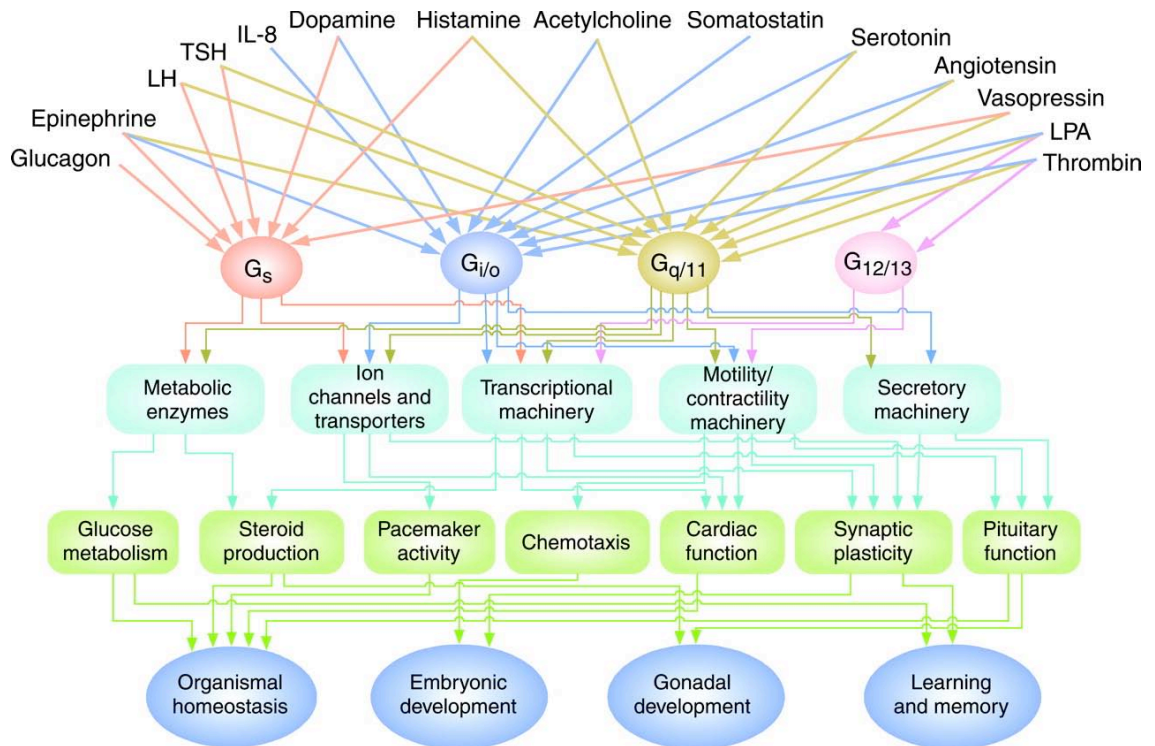 Dopamine
Histamine
Acetylcholine
Somatostatin
IL-8
Serotonin
TSH
Angiotensin
LH
Vasopressin
Epinephrine
LPA
Glucagon
Thrombin
Gs
Gi/o
Gq/11
G12/13
Metabolic
enzymes
Ion
channels and
transporters
Transcriptional
machinery
Motility/
contractility
machinery
Secretory
machinery
Glucose
metabolism
Steroid
production
Pacemaker
activity
Chemotaxis
Cardiac
function
Synaptic
plasticity
Pituitary
function
Organismal
homeostasis
Embryonic
development
Gonadal
development
Learning
and memory